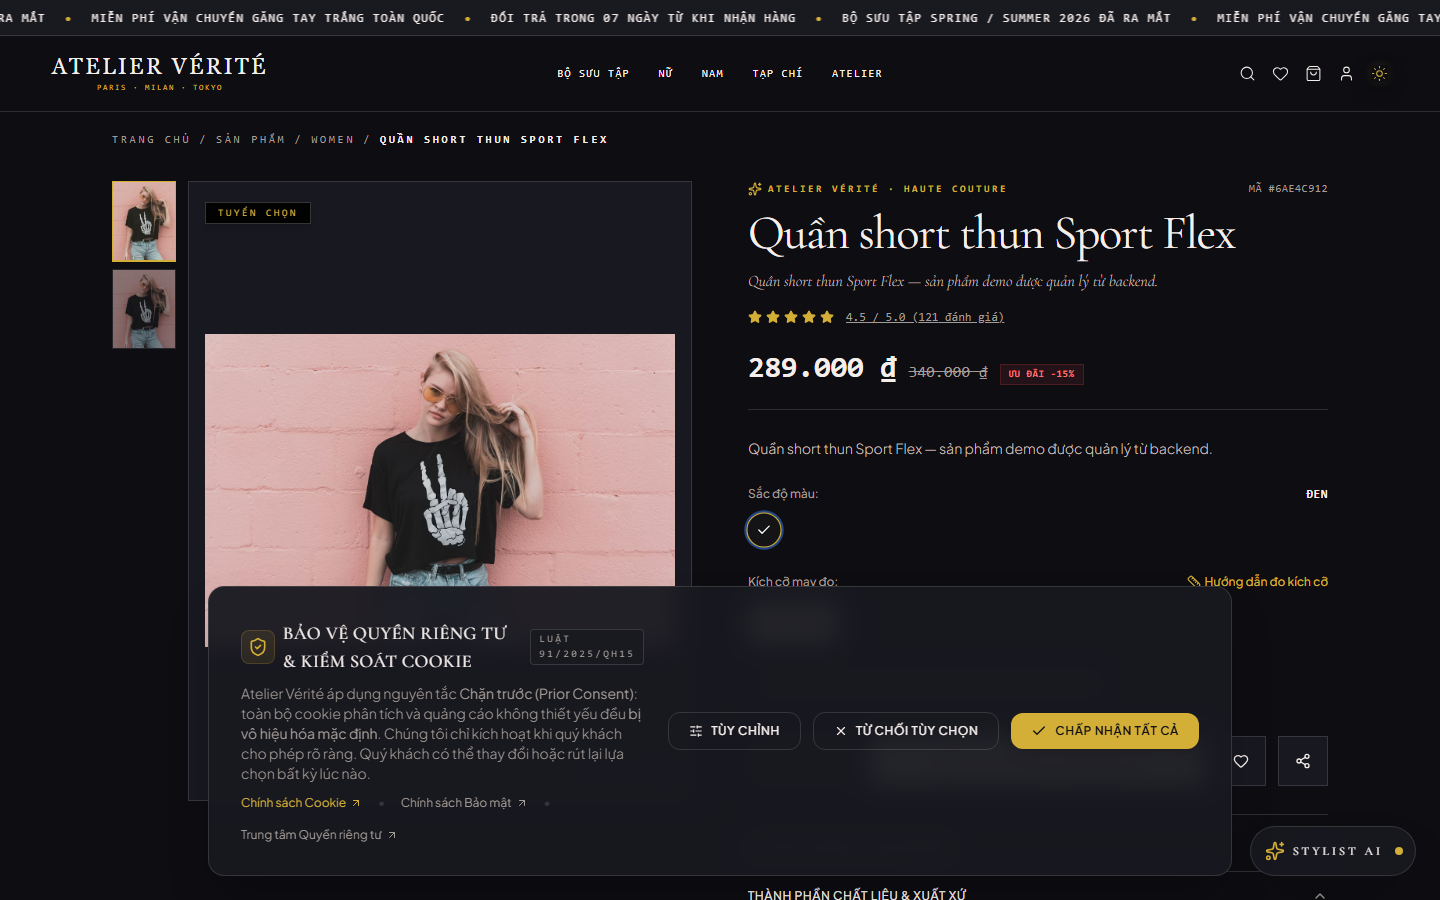 RA MẮT • MIỄN PHÍ VẬN CHUYỂN GĂNG TAY TRẮNG TOÀN QUỐC • ĐỔI TRẢ TRONG 07 NGÀY TỪ KHI NHẬN HÀNG • BỘ SƯU TẬP SPRING / SUMMER 2026 ĐÃ RA MẮT • MIỄN PHÍ VẬN CHUYỂN GĂNG TAY
ATELIER VÉRITÉ
PARIS · MILAN · TOKYO
BỘ SƯU TẬP NỮ NAM TẠP CHÍ ATELIER
TRANG CHỦ / SẢN PHẨM / WOMEN / QUẦN SHORT THUN SPORT FLEX
TUYỂN CHỌN
ATELIER VÉRITÉ · HAUTE COUTURE
MÃ #6AE4C912
Quần short thun Sport Flex
Quần short thun Sport Flex — sản phẩm demo được quản lý từ backend.
4.5 / 5.0 (121 đánh giá)
289.000 ₫ 340.000 ₫ ƯU ĐÃI -15%
Quần short thun Sport Flex — sản phẩm demo được quản lý từ backend.
Sắc độ màu: ĐEN
Kích cỡ may đo: Hướng dẫn đo kích cỡ
BẢO VỆ QUYỀN RIÊNG TƯ
& KIỂM SOÁT COOKIE
LUẬT
91/2025/QH15
Atelier Vérité áp dụng nguyên tắc Chặn trước (Prior Consent):
toàn bộ cookie phân tích và quảng cáo không thiết yếu đều bị
vô hiệu hóa mặc định. Chúng tôi chỉ kích hoạt khi quý khách
cho phép rõ ràng. Quý khách có thể thay đổi hoặc rút lại lựa
chọn bất kỳ lúc nào.
Chính sách Cookie • Chính sách Bảo mật •
Trung tâm Quyền riêng tư
TÙY CHỈNH
TỪ CHỐI TÙY CHỌN
CHẤP NHẬN TẤT CẢ
STYLIST AI
THÀNH PHẦN CHẤT LIỆU & XUẤT XỨ